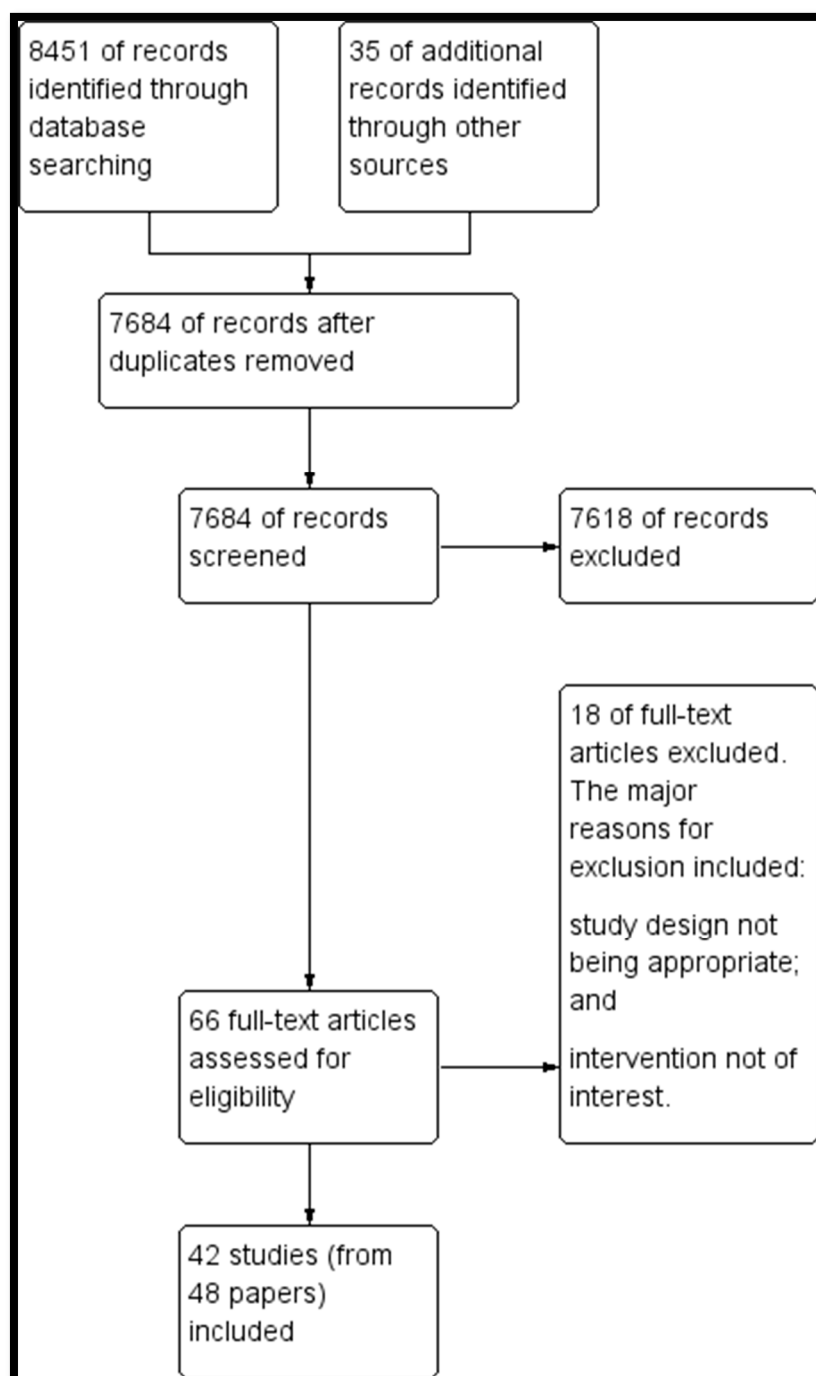 8451 of records
identified through
database
searching
35 of additional
records identified
through other
sources
7684 of records after
duplicates removed
7684 of records
screened
7618 of records
excluded
18 of full-text
articles excluded.
The major
reasons for
exclusion included:
study design not
being appropriate;
and
intervention not of
interest.
66 full-text articles
assessed for
eligibility
42 studies (from
48 papers)
included